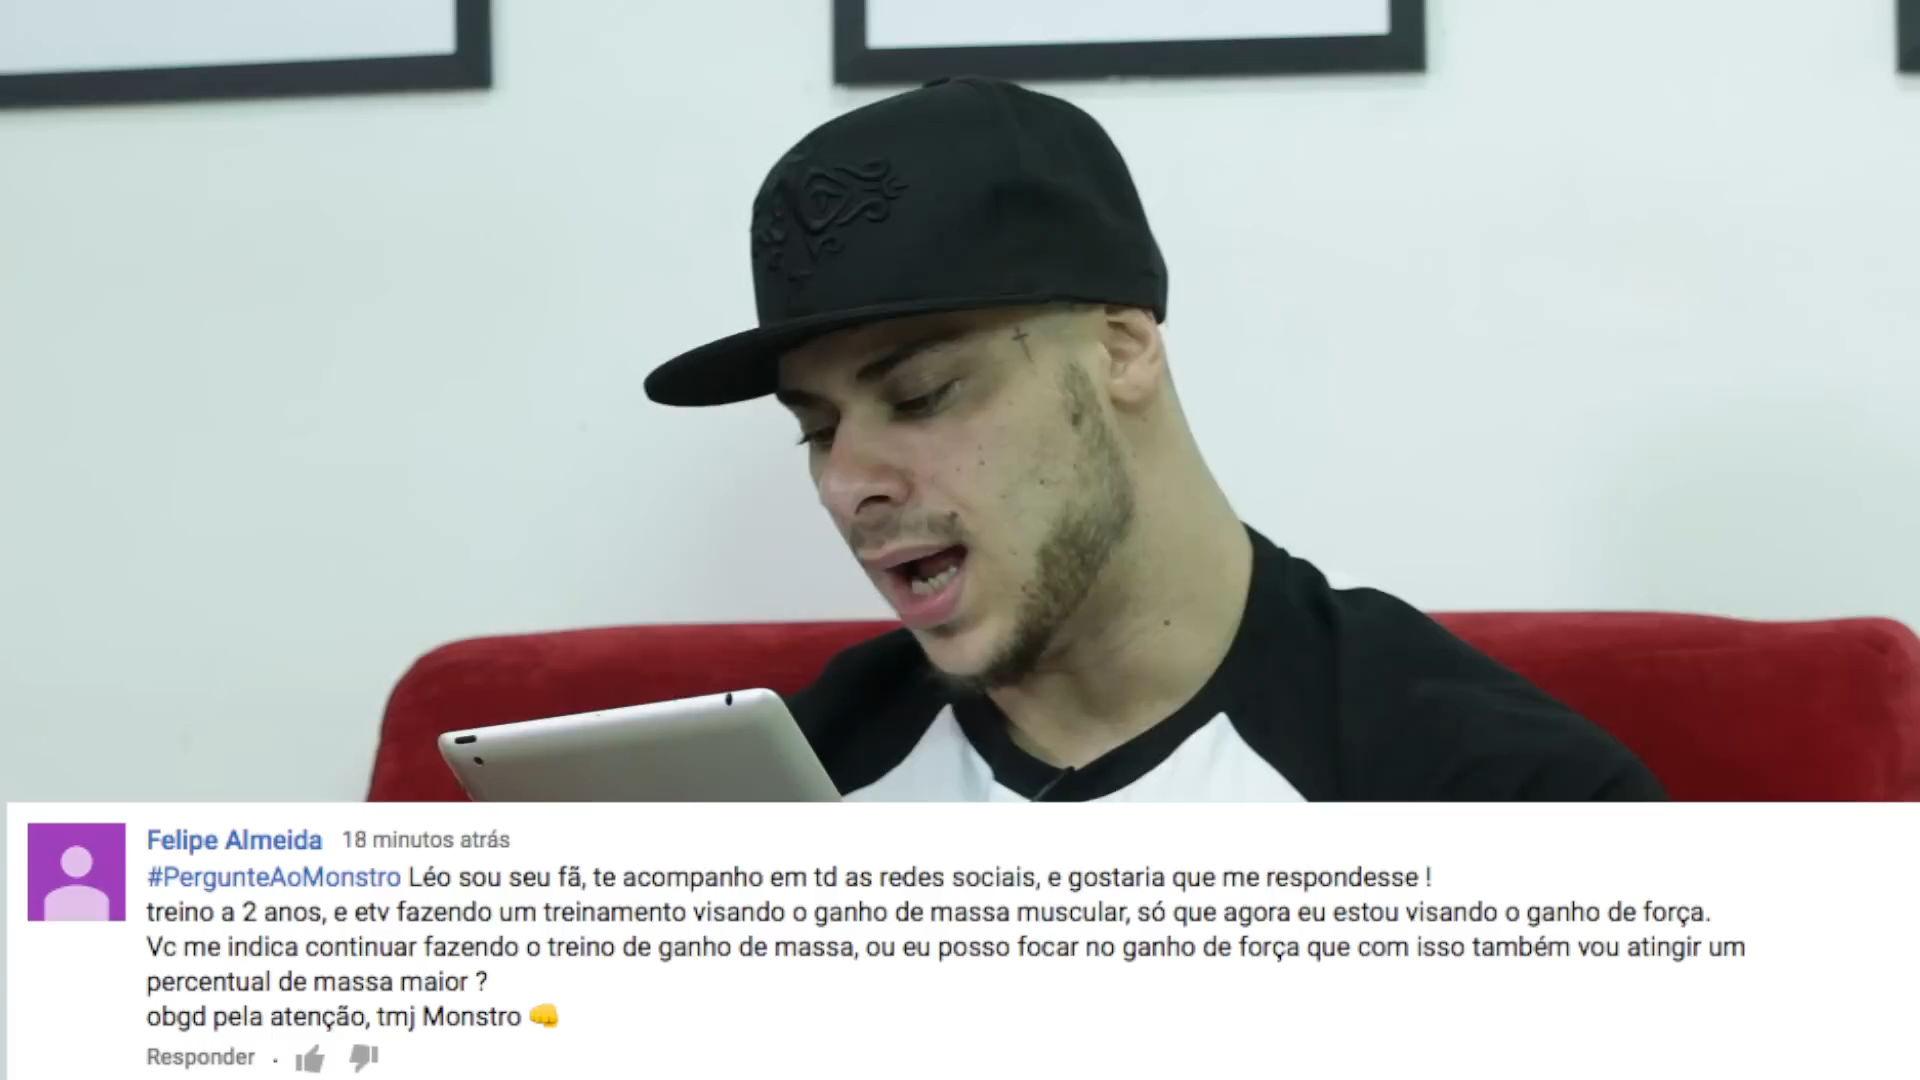 Felipe Almeida 18 minutos atrás
#PergunteAoMonstro Léo sou seu fã, te acompanho em td as redes sociais, e gostaria que me respondesse !
treino a 2 anos, e etv fazendo um treinamento visando o ganho de massa muscular, só que agora eu estou visando o ganho de força.
Vc me indica continuar fazendo o treino de ganho de massa, ou eu posso focar no ganho de força que com isso também vou atingir um
percentual de massa maior ?
obgd pela atenção, tmj Monstro 👊
Responder .